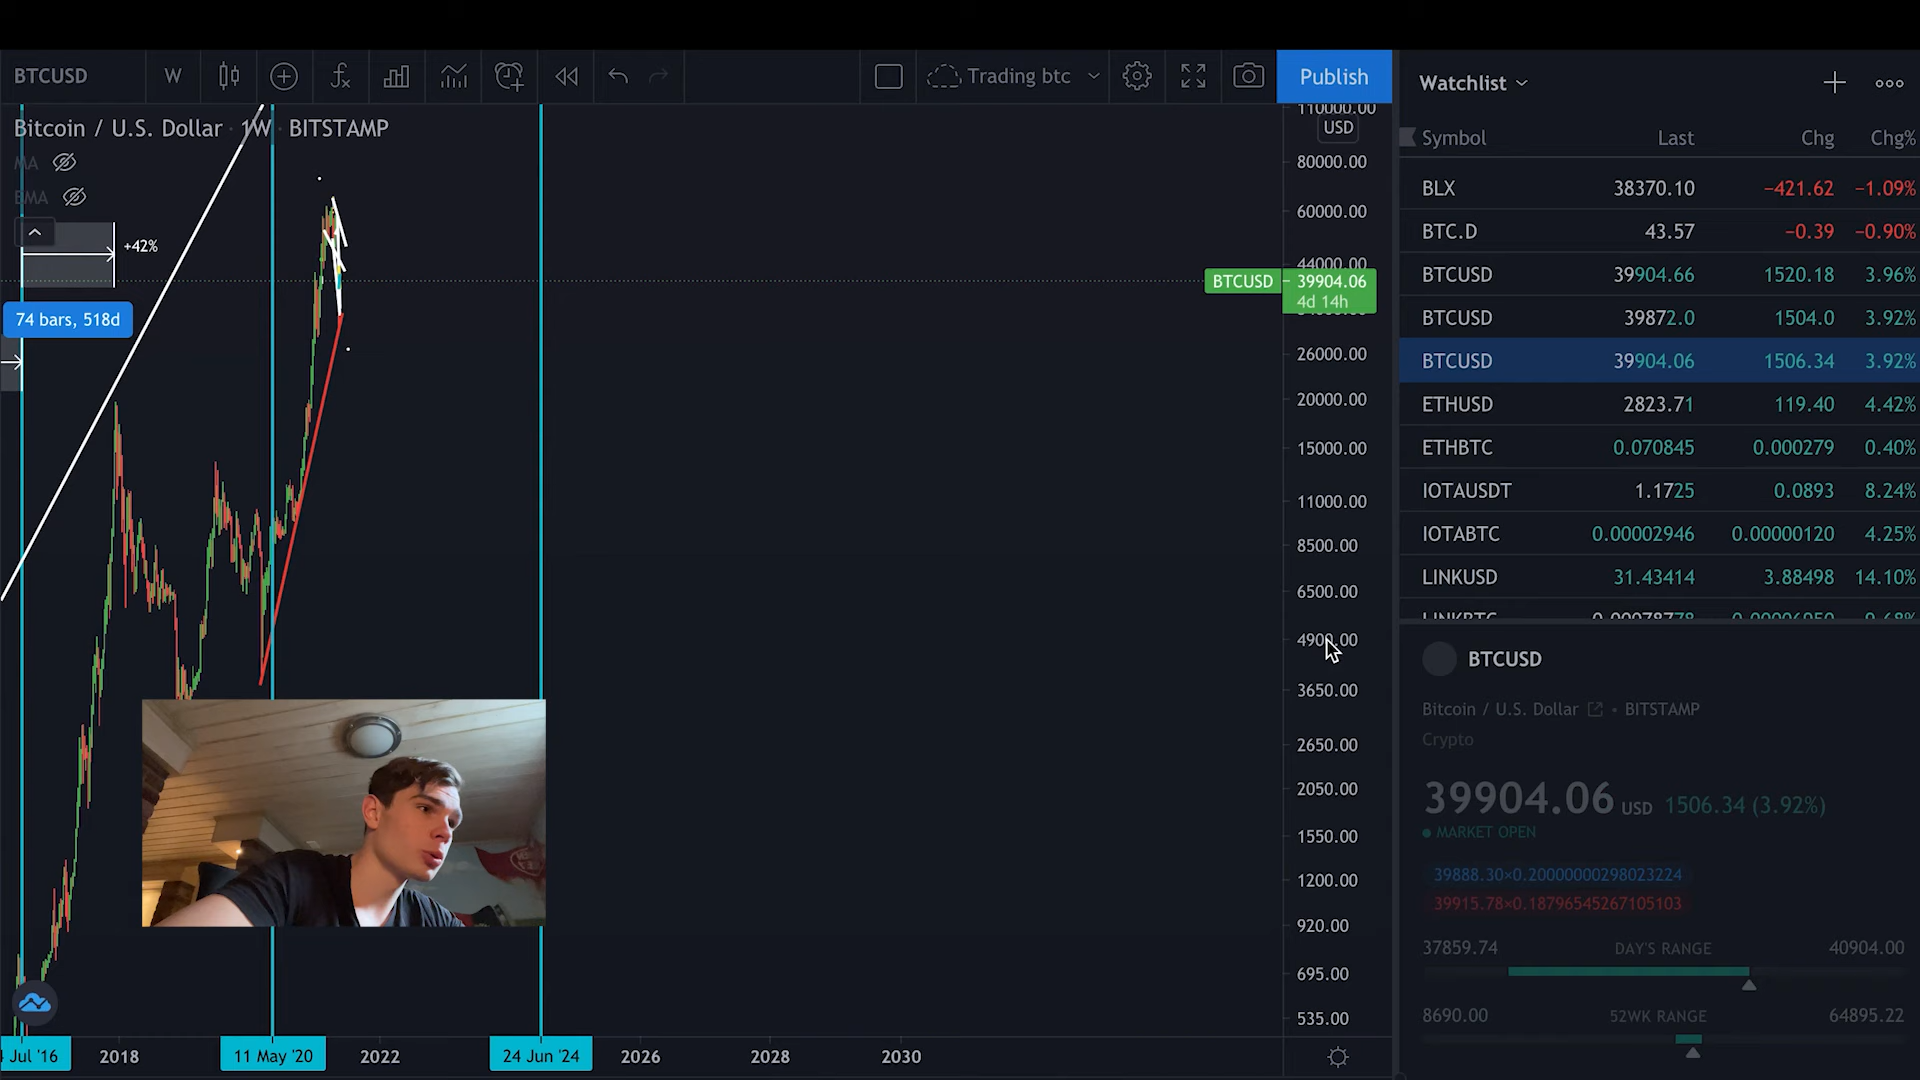 BTCUSD W Trading btc Publish
Bitcoin / U.S. Dollar · 1W · BITSTAMP
MA
EMA
+42%
74 bars, 518d
110000.00
USD
80000.00
60000.00
44000.00
BTCUSD 39904.06
4d 14h
26000.00
20000.00
15000.00
11000.00
8500.00
6500.00
4900.00
3650.00
2650.00
2050.00
1550.00
1200.00
920.00
695.00
535.00
Jul '16 2018 11 May '20 2022 24 Jun '24 2026 2028 2030
Watchlist
Symbol Last Chg Chg%
BLX 38370.10 −421.62 −1.09%
BTC.D 43.57 −0.39 −0.90%
BTCUSD 39904.66 1520.18 3.96%
BTCUSD 39872.0 1504.0 3.92%
BTCUSD 39904.06 1506.34 3.92%
ETHUSD 2823.71 119.40 4.42%
ETHBTC 0.070845 0.000279 0.40%
IOTAUSDT 1.1725 0.0893 8.24%
IOTABTC 0.00002946 0.00000120 4.25%
LINKUSD 31.43414 3.88498 14.10%
LINKBTC
BTCUSD
Bitcoin / U.S. Dollar • BITSTAMP
Crypto
39904.06 USD 1506.34 (3.92%)
MARKET OPEN
39888.30×0.20000000298023224
39915.78×0.18796545267105103
37859.74 DAY'S RANGE 40904.00
8690.00 52WK RANGE 64895.22